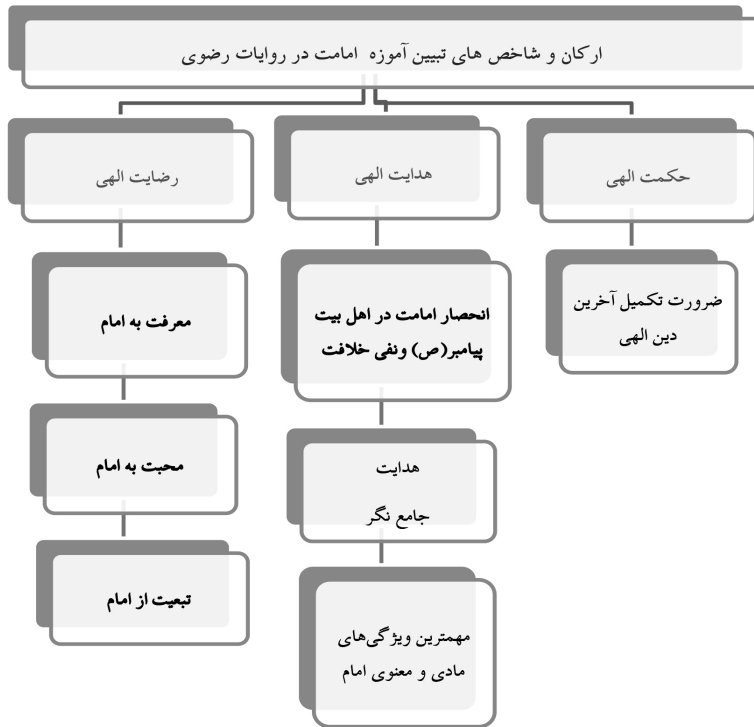 ارکان و شاخص های تبیین آموزه امامت در روایات رضوی
حکمت الهی
ضرورت تکمیل آخرین
دین الهی
هدایت الهی
انحصار امامت در اهل بیت
پیامبر(ص) ونفی خلافت
هدایت
جامع نگر
مهمترین ویژگی‌های
مادی و معنوی امام
رضایت الهی
معرفت به امام
محبت به امام
تبعیت از امام